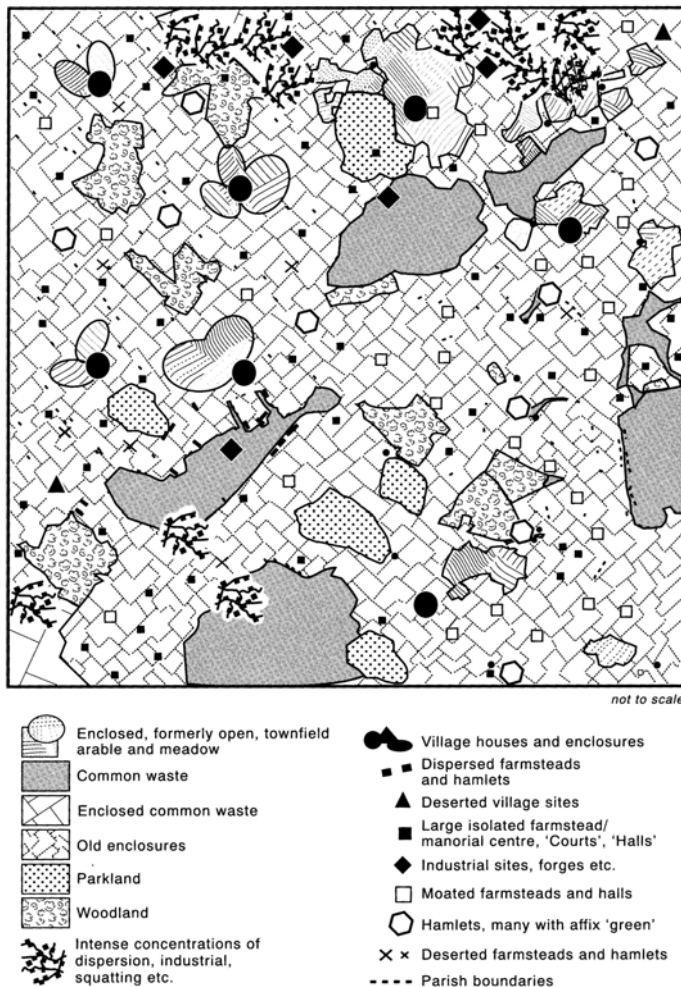 not to scale
Enclosed, formerly open, townfield
arable and meadow
Common waste
Enclosed common waste
Old enclosures
Parkland
Woodland
Intense concentrations of
dispersion, industrial,
squatting etc.
Village houses and enclosures
Dispersed farmsteads
and hamlets
Deserted village sites
Large isolated farmstead/
manorial centre, 'Courts', 'Halls'
Industrial sites, forges etc.
Moated farmsteads and halls
Hamlets, many with affix 'green'
Deserted farmsteads and hamlets
Parish boundaries